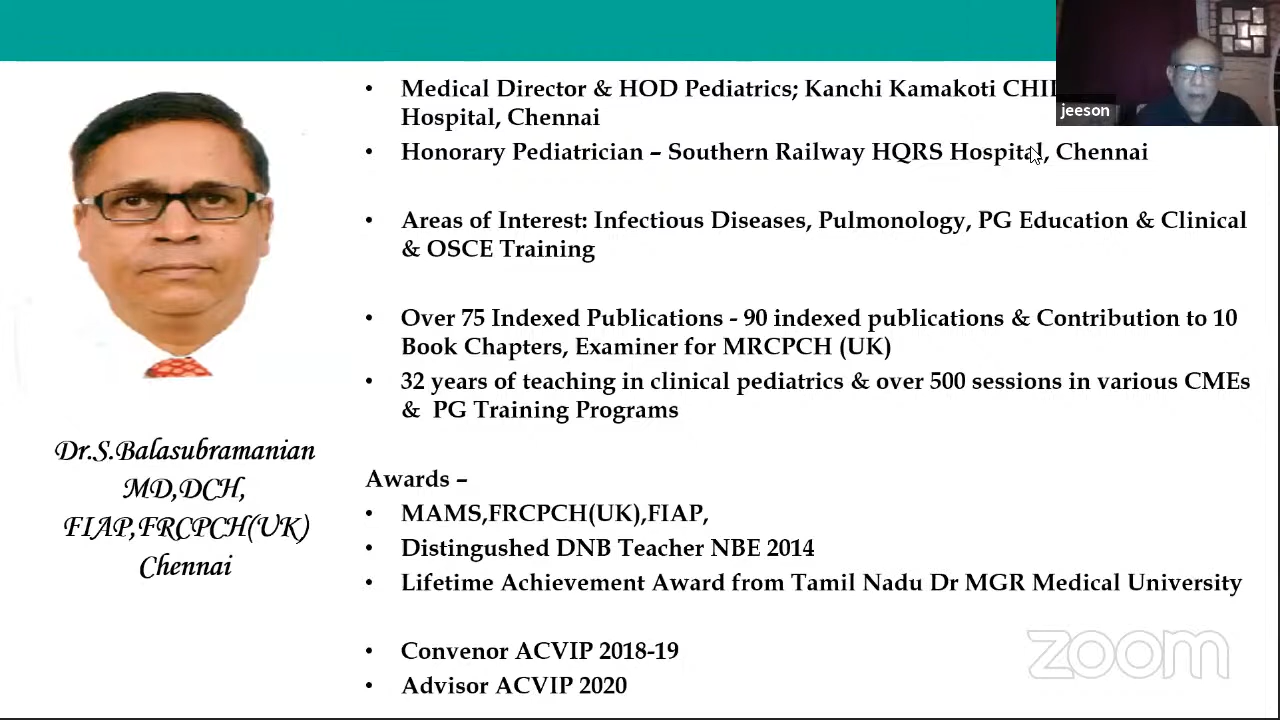 • Medical Director & HOD Pediatrics; Kanchi Kamakoti
Hospital, Chennai
• Honorary Pediatrician – Southern Railway HQRS Hospital, Chennai
• Areas of Interest: Infectious Diseases, Pulmonology, PG Education & Clinical
& OSCE Training
• Over 75 Indexed Publications - 90 indexed publications & Contribution to 10
Book Chapters, Examiner for MRCPCH (UK)
• 32 years of teaching in clinical pediatrics & over 500 sessions in various CMEs
& PG Training Programs
Awards –
• MAMS,FRCPCH(UK),FIAP,
• Distingushed DNB Teacher NBE 2014
• Lifetime Achievement Award from Tamil Nadu Dr MGR Medical University
• Convenor ACVIP 2018-19
• Advisor ACVIP 2020
Dr.S.Balasubramanian
MD,DCH,
FIAP,FRCPCH(UK)
Chennai
jeeson
zoom